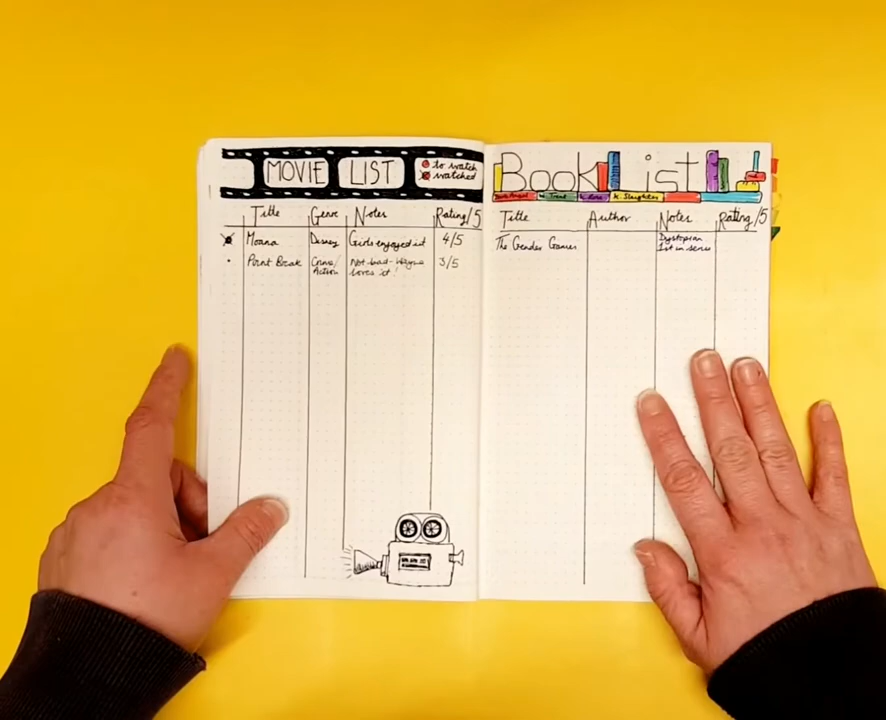 MOVIE LIST
to watch
watched
Title Genre Notes Rating/5
Moana Disney Girls enjoyed it 4/5
Point Break Crime/ Not bad - Wayne 3/5
Action loves it!
Book List
K. Slaughter
Title Author Notes Rating/5
The Gender Games Dystopian
1st in series